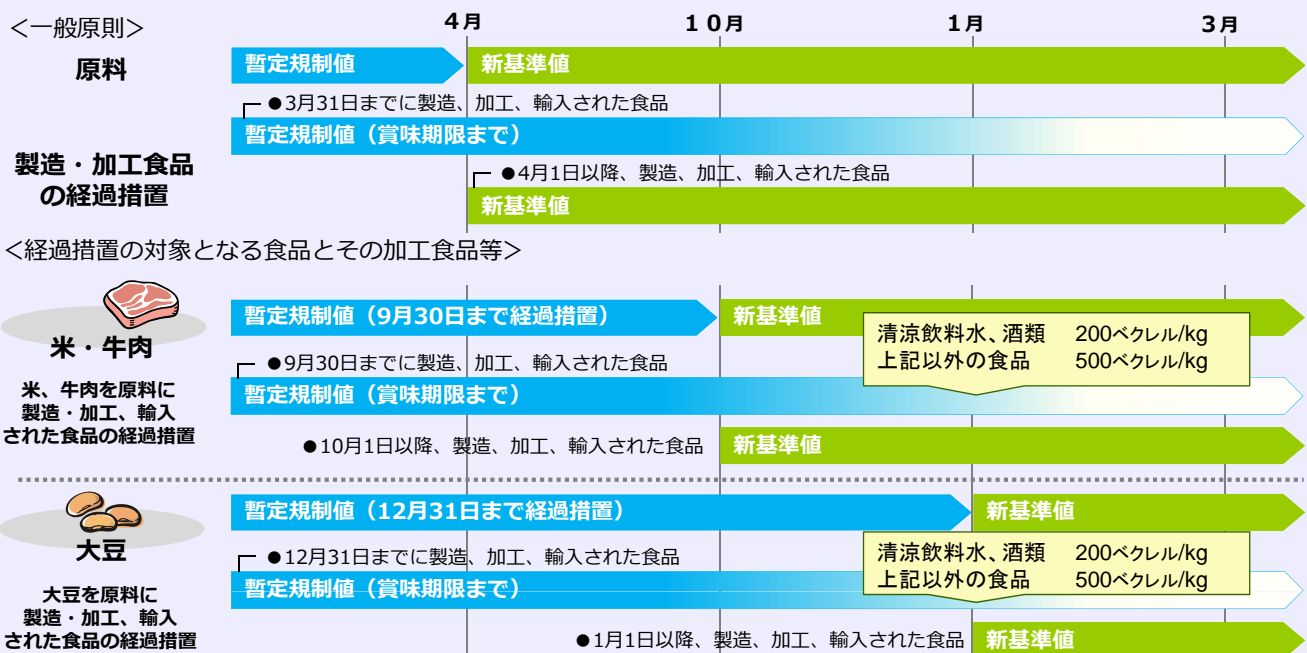 <一般原則>
4月 10月 1月 3月
原料
暫定規制値 新基準値
●3月31日までに製造、加工、輸入された食品
暫定規制値（賞味期限まで）
製造・加工食品
の経過措置
●4月1日以降、製造、加工、輸入された食品
新基準値
<経過措置の対象となる食品とその加工食品等>
米・牛肉
暫定規制値（9月30日まで経過措置） 新基準値
清涼飲料水、酒類 200ベクレル/kg
上記以外の食品 500ベクレル/kg
●9月30日までに製造、加工、輸入された食品
暫定規制値（賞味期限まで）
米、牛肉を原料に
製造・加工、輸入
された食品の経過措置
●10月1日以降、製造、加工、輸入された食品 新基準値
大豆
暫定規制値（12月31日まで経過措置） 新基準値
清涼飲料水、酒類 200ベクレル/kg
上記以外の食品 500ベクレル/kg
●12月31日までに製造、加工、輸入された食品
暫定規制値（賞味期限まで）
大豆を原料に
製造・加工、輸入
された食品の経過措置
●1月1日以降、製造、加工、輸入された食品 新基準値